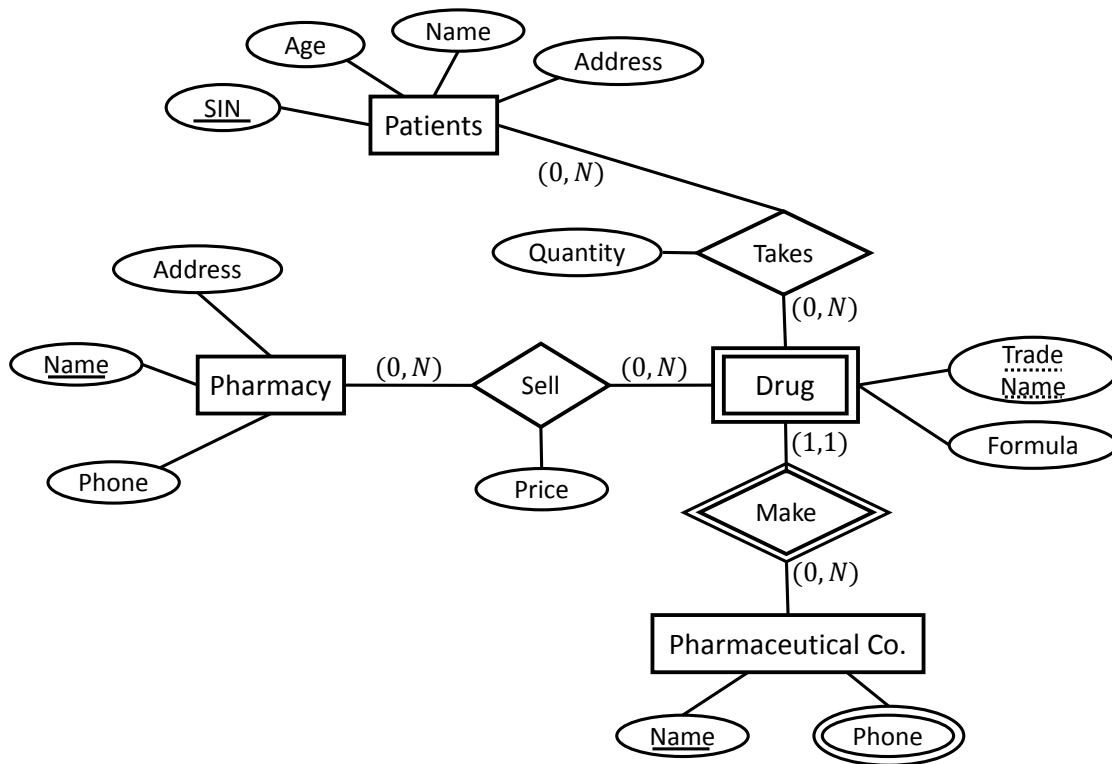 Name
Age
Address
SIN
Patients
(0, N)
Quantity
Takes
Address
(0, N)
Name
Pharmacy
(0, N)
Sell
(0, N)
Drug
Trade
Name
Formula
(1,1)
Phone
Price
Make
(0, N)
Pharmaceutical Co.
Name
Phone